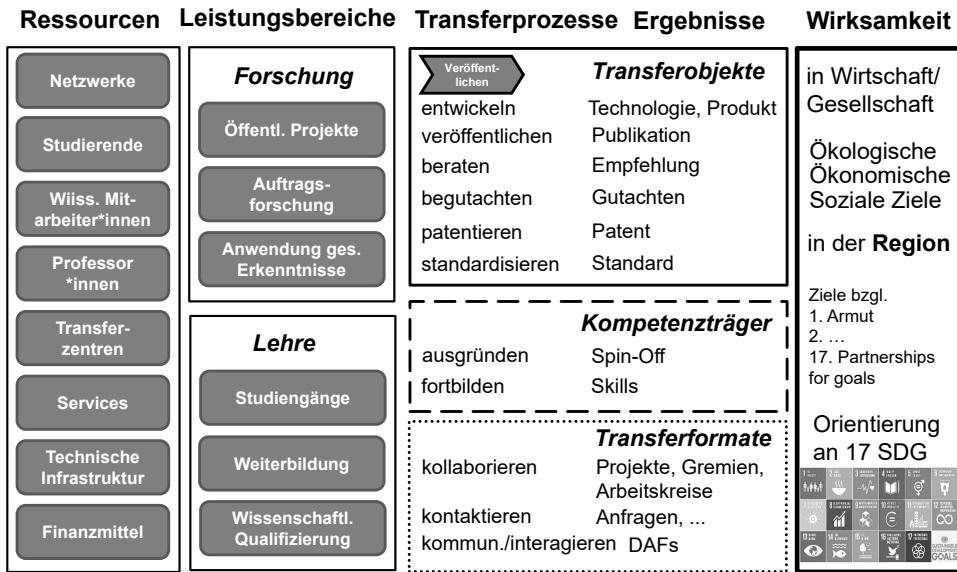 Ressourcen
Leistungsbereiche
Transferprozesse
Ergebnisse
Wirksamkeit
Netzwerke
Studierende
Wiiss. Mit-
arbeiter*innen
Professor
*innen
Transfer-
zentren
Services
Technische
Infrastruktur
Finanzmittel
Forschung
Öffentl. Projekte
Auftrags-
forschung
Anwendung ges.
Erkenntnisse
Lehre
Studiengänge
Weiterbildung
Wissenschaftl.
Qualifizierung
Veröffent-
lichen
Transferobjekte
entwickeln Technologie, Produkt
veröffentlichen Publikation
beraten Empfehlung
begutachten Gutachten
patentieren Patent
standardisieren Standard
Kompetenzträger
ausgründen Spin-Off
fortbilden Skills
Transferformate
kollaborieren Projekte, Gremien,
Arbeitskreise
kontaktieren Anfragen, ...
kommun./interagieren DAFs
in Wirtschaft/
Gesellschaft
Ökologische
Ökonomische
Soziale Ziele
in der Region
Ziele bzgl.
1. Armut
2. ...
17. Partnerships
for goals
Orientierung
an 17 SDG
GOALS